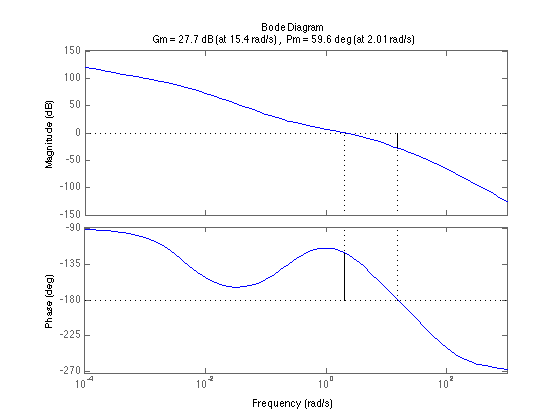 Bode Diagram
Gm = 27.7 dB (at 15.4 rad/s) , Pm = 59.6 deg (at 2.01 rad/s)
150
100
50
0
-50
-100
-150
Magnitude (dB)
-90
-135
-180
-225
-270
Phase (deg)
10^-4 10^-2 10^0 10^2
Frequency (rad/s)